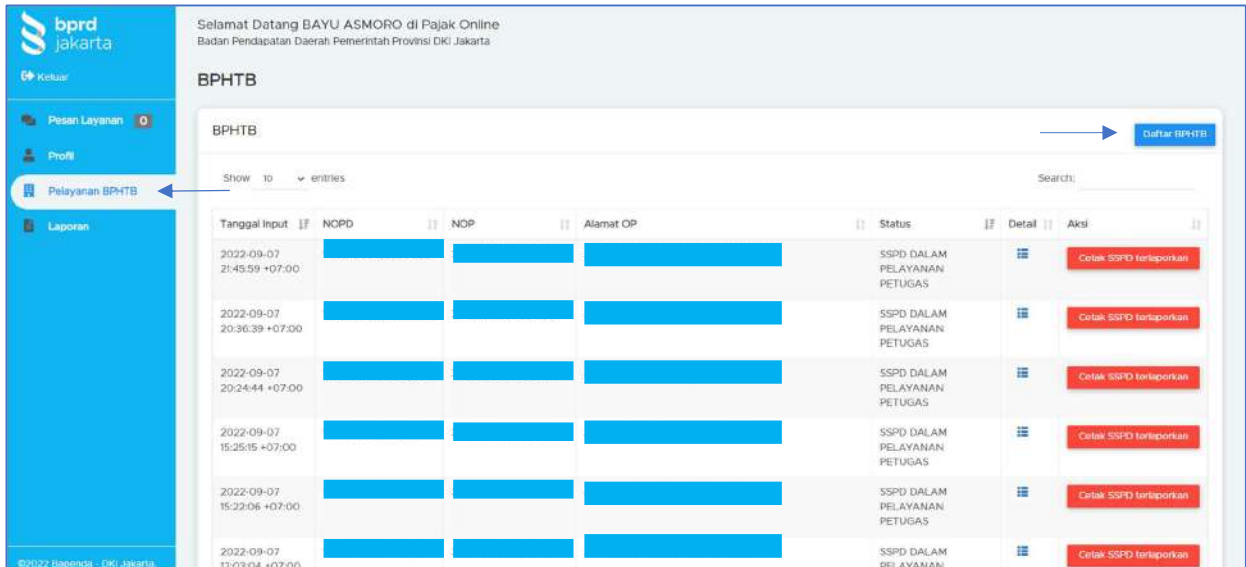 bprd
jakarta
Keluar
Pesan Layanan 0
Profil
Pelayanan BPHTB
Laporan
©2022 Bapenda - DKI Jakarta.
Selamat Datang BAYU ASMORO di Pajak Online
Badan Pendapatan Daerah Pemerintah Provinsi DKI Jakarta
BPHTB
BPHTB
Daftar BPHTB
Show 10 entries
Search:
Tanggal Input NOPD NOP Alamat OP Status Detail Aksi
2022-09-07
21:45:59 +07:00
SSPD DALAM
PELAYANAN
PETUGAS
Cetak SSPD terlaporkan
2022-09-07
20:36:39 +07:00
SSPD DALAM
PELAYANAN
PETUGAS
Cetak SSPD terlaporkan
2022-09-07
20:24:44 +07:00
SSPD DALAM
PELAYANAN
PETUGAS
Cetak SSPD terlaporkan
2022-09-07
15:25:15 +07:00
SSPD DALAM
PELAYANAN
PETUGAS
Cetak SSPD terlaporkan
2022-09-07
15:22:06 +07:00
SSPD DALAM
PELAYANAN
PETUGAS
Cetak SSPD terlaporkan
2022-09-07
SSPD DALAM
PELAYANAN
Cetak SSPD terlaporkan